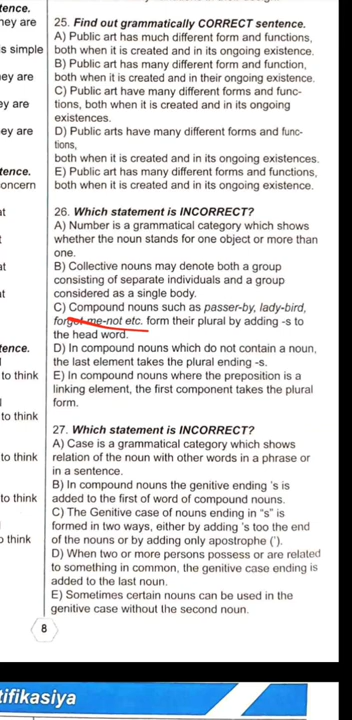 tence.
ney are
s simple
ey are
ey are
ey are
tence.
oncern
at
at
at
tence.
to think
to think
to think
to think
o think
25. Find out grammatically CORRECT sentence.
A) Public art has much different form and functions,
both when it is created and in its ongoing existence.
B) Public art has many different form and function,
both when it is created and in their ongoing existence.
C) Public art have many different forms and func-
tions, both when it is created and in its ongoing
existences.
D) Public arts have many different forms and func-
tions,
both when it is created and in its ongoing existences.
E) Public art has many different forms and functions,
both when it is created and in its ongoing existence.
26. Which statement is INCORRECT?
A) Number is a grammatical category which shows
whether the noun stands for one object or more than
one.
B) Collective nouns may denote both a group
consisting of separate individuals and a group
considered as a single body.
C) Compound nouns such as passer-by, lady-bird,
forget-me-not etc. form their plural by adding -s to
the head word.
D) In compound nouns which do not contain a noun,
the last element takes the plural ending -s.
E) In compound nouns where the preposition is a
linking element, the first component takes the plural
form.
27. Which statement is INCORRECT?
A) Case is a grammatical category which shows
relation of the noun with other words in a phrase or
in a sentence.
B) In compound nouns the genitive ending 's is
added to the first of word of compound nouns.
C) The Genitive case of nouns ending in "s" is
formed in two ways, either by adding 's too the end
of the nouns or by adding only apostrophe (').
D) When two or more persons possess or are related
to something in common, the genitive case ending is
added to the last noun.
E) Sometimes certain nouns can be used in the
genitive case without the second noun.
8
tifikasiya